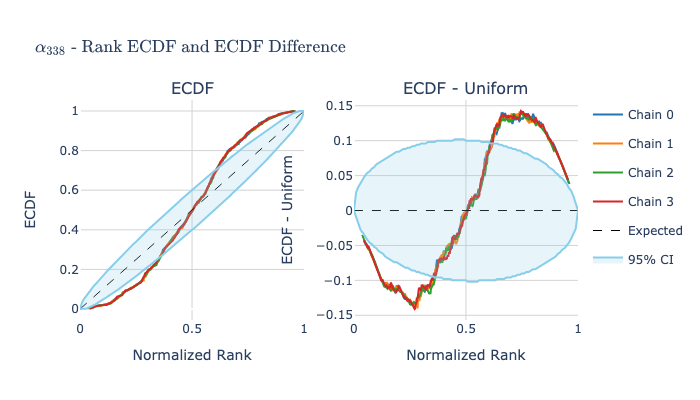 α₃₃₈ - Rank ECDF and ECDF Difference
ECDF
ECDF - Uniform
ECDF
1
0.8
0.6
0.4
0.2
0
0
0.5
1
Normalized Rank
ECDF - Uniform
0.15
0.1
0.05
0
−0.05
−0.1
−0.15
0
0.5
1
Normalized Rank
Chain 0
Chain 1
Chain 2
Chain 3
Expected
95% CI